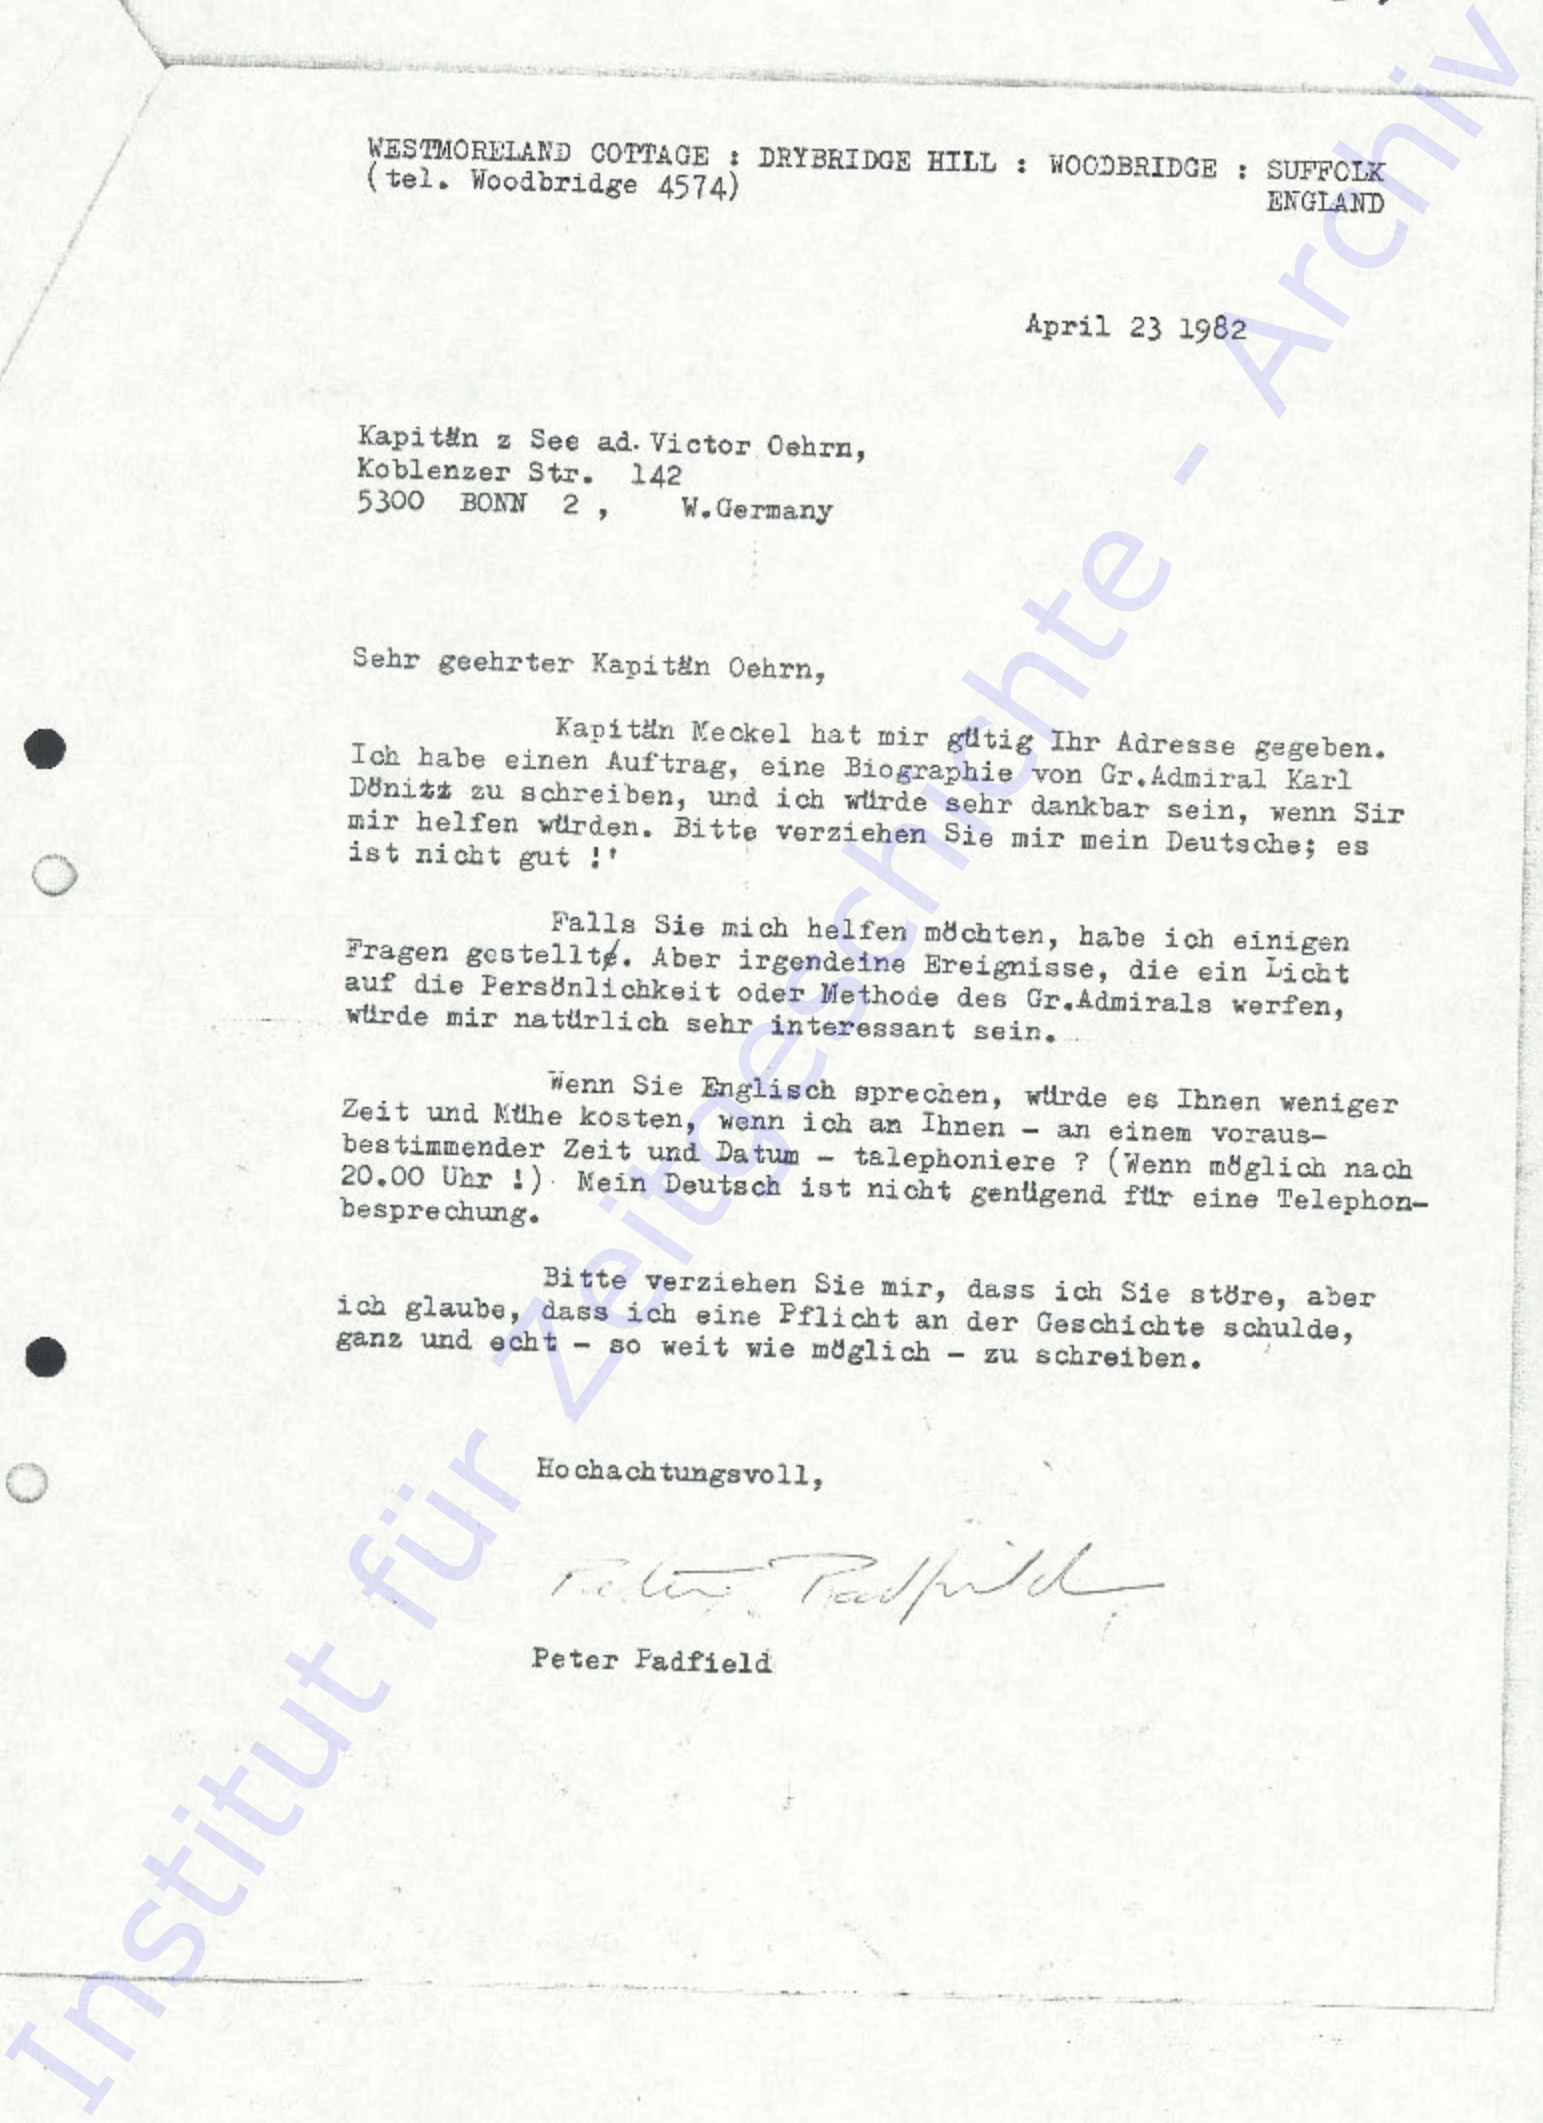 WESTMORELAND COTTAGE : DRYBRIDGE HILL : WOODBRIDGE : SUFFOLK
(tel. Woodbridge 4574)
ENGLAND
April 23 1982
Kapitän z See ad. Victor Oehrn,
Koblenzer Str. 142
5300 BONN 2 , W.Germany
Sehr geehrter Kapitän Oehrn,
Kapitän Meckel hat mir gütig Ihr Adresse gegeben.
Ich habe einen Auftrag, eine Biographie von Gr.Admiral Karl
Dönitz zu schreiben, und ich würde sehr dankbar sein, wenn Sir
mir helfen würden. Bitte verziehen Sie mir mein Deutsche; es
ist nicht gut !'
Falls Sie mich helfen möchten, habe ich einigen
Fragen gestellt. Aber irgendeine Ereignisse, die ein Licht
auf die Persönlichkeit oder Methode des Gr.Admirals werfen,
würde mir natürlich sehr interessant sein.
Wenn Sie Englisch sprechen, würde es Ihnen weniger
Zeit und Mühe kosten, wenn ich an Ihnen - an einem voraus-
bestimmender Zeit und Datum - talephoniere ? (Wenn möglich nach
20.00 Uhr !) Mein Deutsch ist nicht genügend für eine Telephon-
besprechung.
Bitte verziehen Sie mir, dass ich Sie störe, aber
ich glaube, dass ich eine Pflicht an der Geschichte schulde,
ganz und echt - so weit wie möglich - zu schreiben.
Hochachtungsvoll,
Peter Padfield
Peter Padfield
Institut für Zeitgeschichte - Archiv